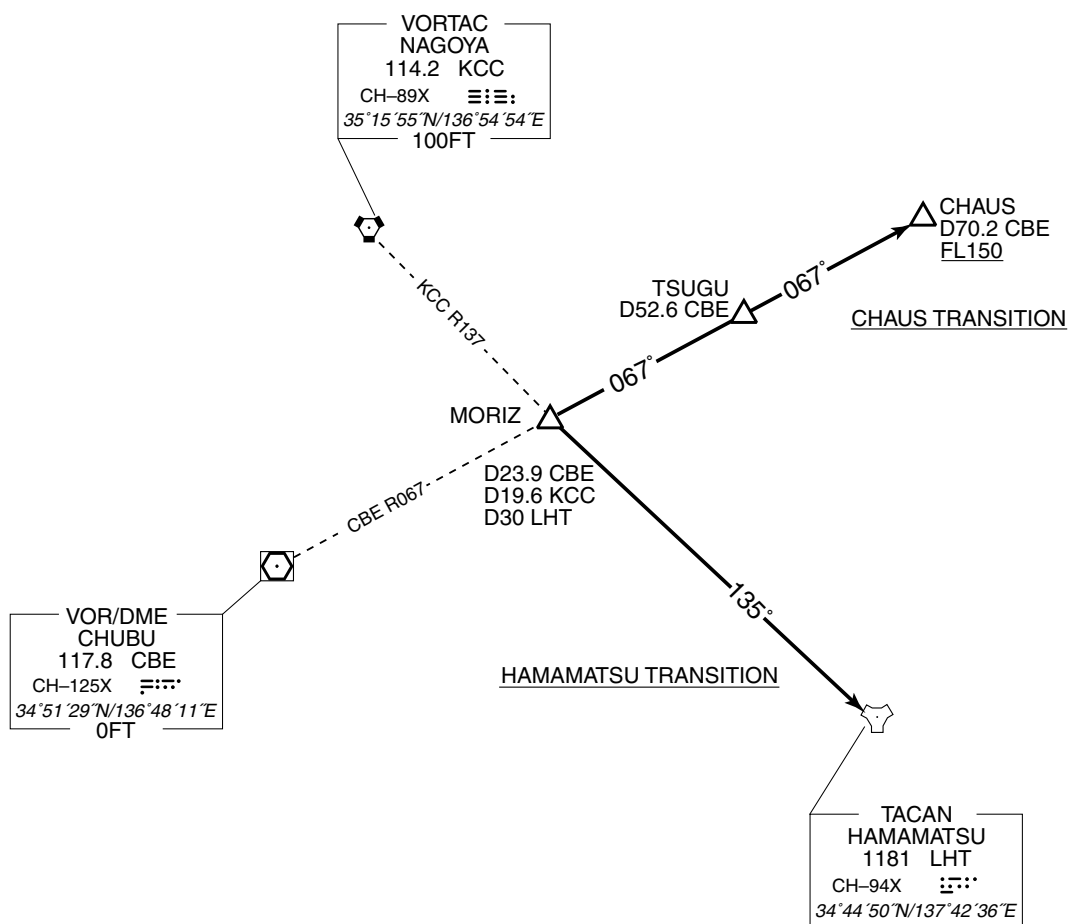 VORTAC
NAGOYA
114.2 KCC
CH–89X
35°15´55˝N/136°54´54˝E
100FT
CHAUS
D70.2 CBE
FL150
067°
TSUGU
D52.6 CBE
CHAUS TRANSITION
KCC R137
067°
MORIZ
D23.9 CBE
D19.6 KCC
D30 LHT
CBE R067
135°
VOR/DME
CHUBU
117.8 CBE
CH–125X
34°51´29˝N/136°48´11˝E
0FT
HAMAMATSU TRANSITION
TACAN
HAMAMATSU
1181 LHT
CH–94X
34°44´50˝N/137°42´36˝E